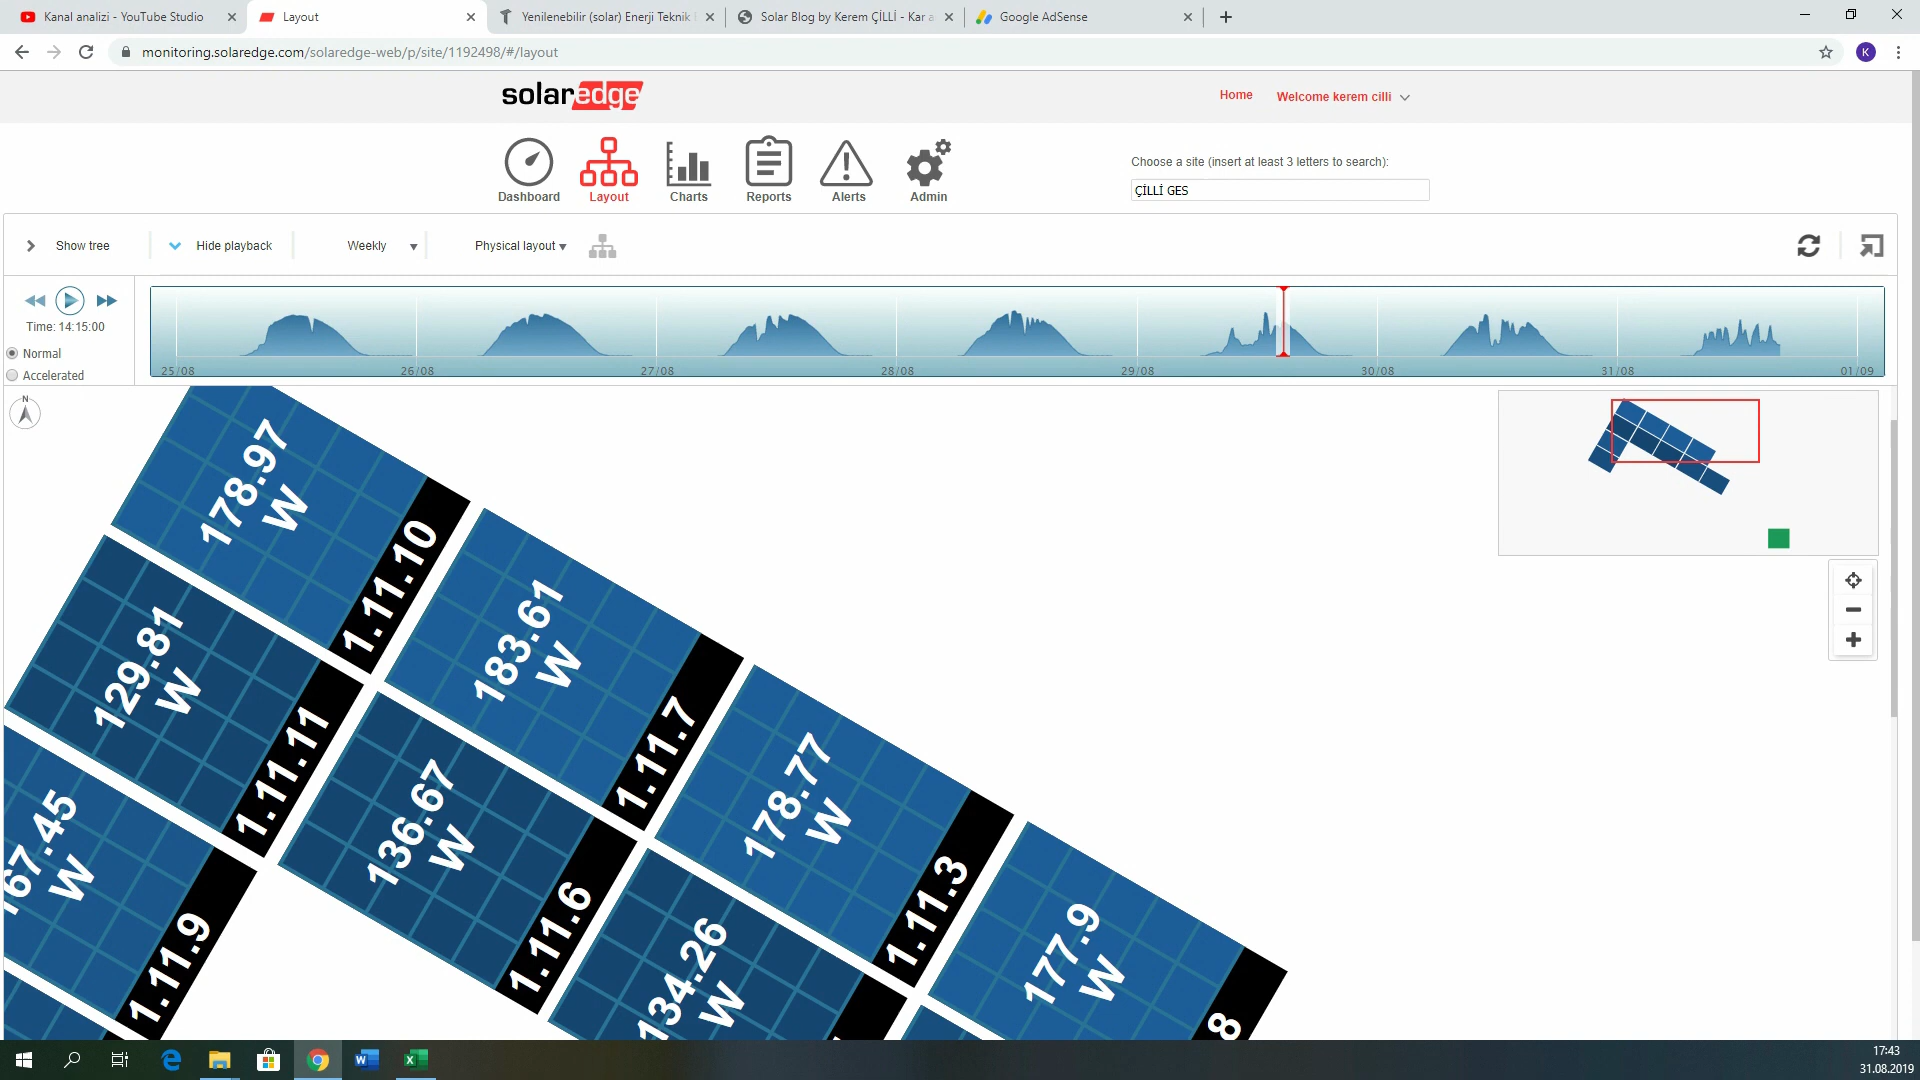 Kanal analizi - YouTube Studio
Layout
Yenilenebilir (solar) Enerji Teknik
Solar Blog by Kerem ÇİLLİ - Kar a
Google AdSense
monitoring.solaredge.com/solaredge-web/p/site/1192498/#/layout
K
solaredge
Home
Welcome kerem cilli
Dashboard
Layout
Charts
Reports
Alerts
Admin
Choose a site (insert at least 3 letters to search):
ÇİLLİ GES
Show tree
Hide playback
Weekly
Physical layout
Time: 14:15:00
Normal
Accelerated
25/08
26/08
27/08
28/08
29/08
30/08
31/08
01/09
N
178.97
W
1.11.10
183.61
W
1.11.7
129.81
W
1.11.11
178.77
W
1.11.3
136.67
W
1.11.6
67.45
W
1.11.9
177.9
W
8
134.26
W
17:43
31.08.2019